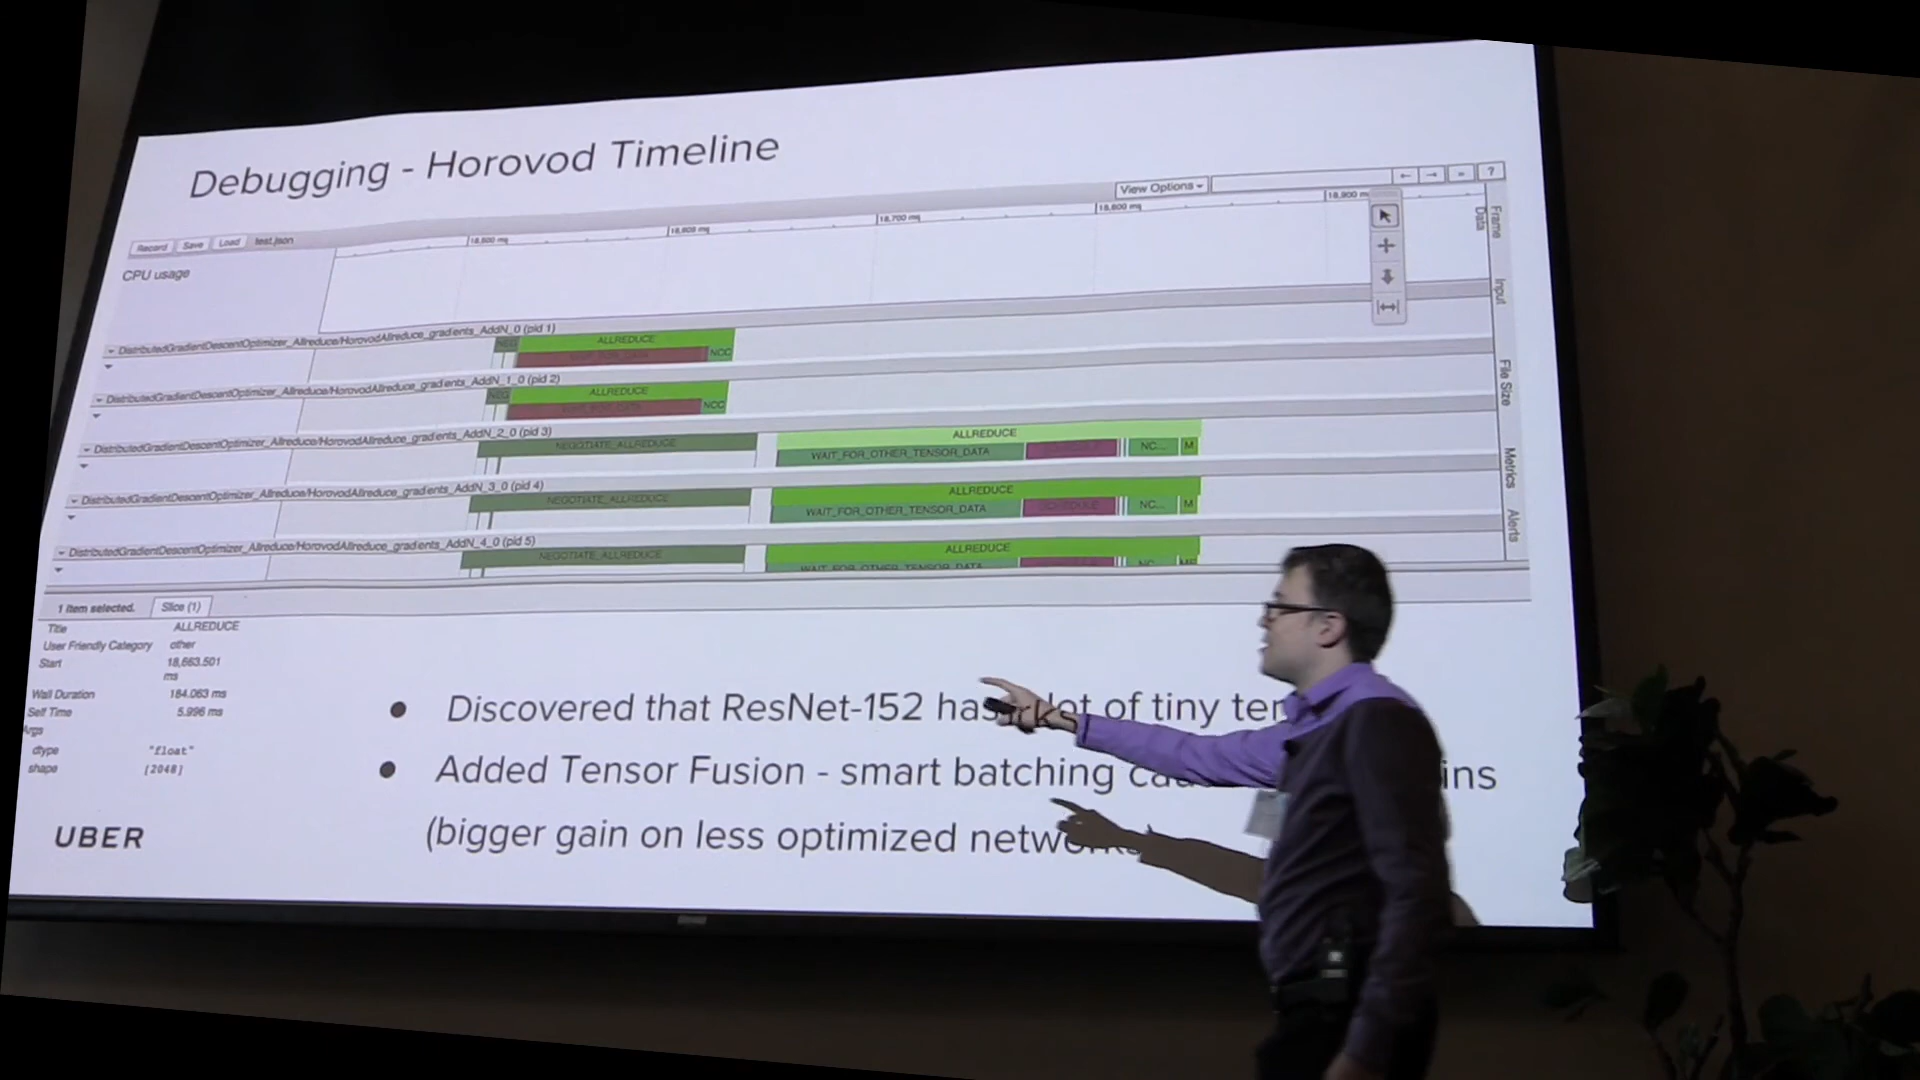 Debugging - Horovod Timeline
View Options
← → » ?
Record Save Load test.json
18,500 ms 18,600 ms 18,700 ms 18,800 ms 18,900 m
CPU usage
Frame Data
Input
File Size
Metrics
Alerts
DistributedGradientDescentOptimizer_Allreduce/HorovodAllreduce_gradients_AddN_0 (pid 1)
NEG ALLREDUCE
NCC
DistributedGradientDescentOptimizer_Allreduce/HorovodAllreduce_gradients_AddN_1_0 (pid 2)
NEG ALLREDUCE
NCC
DistributedGradientDescentOptimizer_Allreduce/HorovodAllreduce_gradients_AddN_2_0 (pid 3)
NEGOTIATE_ALLREDUCE ALLREDUCE
WAIT_FOR_OTHER_TENSOR_DATA NC... M
DistributedGradientDescentOptimizer_Allreduce/HorovodAllreduce_gradients_AddN_3_0 (pid 4)
NEGOTIATE_ALLREDUCE ALLREDUCE
WAIT_FOR_OTHER_TENSOR_DATA SCHEDULE NC... M
DistributedGradientDescentOptimizer_Allreduce/HorovodAllreduce_gradients_AddN_4_0 (pid 5)
NEGOTIATE_ALLREDUCE ALLREDUCE
WAIT_FOR_OTHER_TENSOR_DATA NC
1 item selected. Slice (1)
Title ALLREDUCE
User Friendly Category other
Start 18,663.501 ms
Wall Duration 184.063 ms
Self Time 5.996 ms
Args
dtype "float"
shape [2048]
• Discovered that ResNet-152 has lot of tiny ten
• Added Tensor Fusion - smart batching ins
(bigger gain on less optimized
UBER